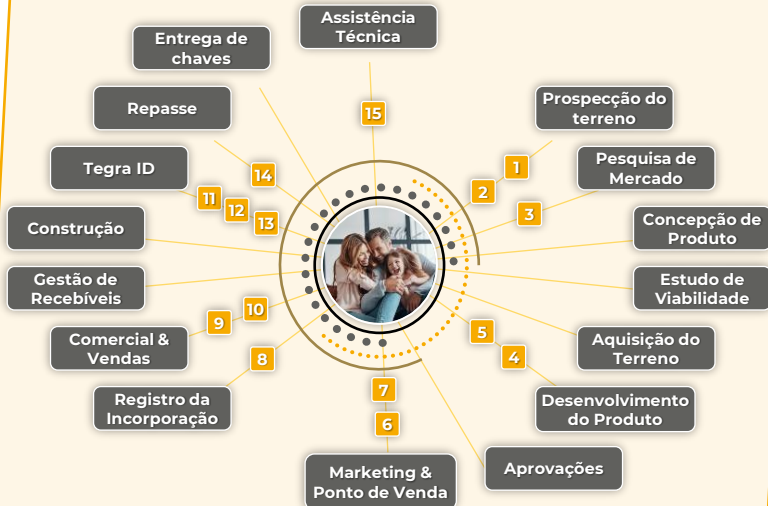 Assistência
Técnica
Entrega de
chaves
Repasse
Prospecção do
terreno
15
Tegra ID
Pesquisa de
Mercado
1
14
2
11
12
13
3
Construção
Concepção de
Produto
Gestão de
Recebíveis
Estudo de
Viabilidade
10
9
5
Comercial &
Vendas
Aquisição do
Terreno
8
4
7
Registro da
Incorporação
Desenvolvimento
do Produto
6
Marketing &
Ponto de Venda
Aprovações